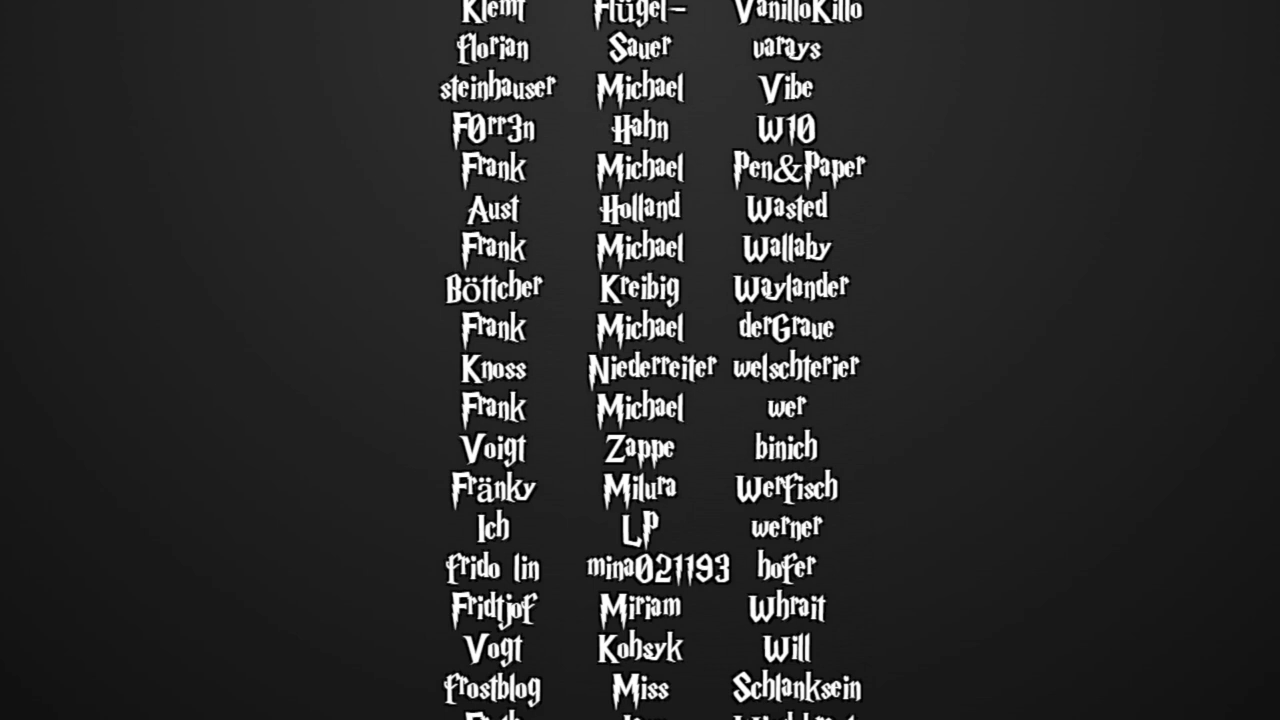 Klemt Flügel- VanilloKillo
florian Sauer varays
steinhauser Michael Vibe
F0rr3n Hahn W10
Frank Michael Pen&Paper
Aust Holland Wasted
Frank Michael Wallaby
Böttcher Kreibig Waylander
Frank Michael derGraue
Knoss Niederreiter welschterier
Frank Michael wer
Voigt Zappe binich
Fränky Milura Werfisch
Ich LP werner
frido lin mina021193 hofer
Fridtjof Miriam Whrait
Vogt Kohsyk Will
frostblog Miss Schlanksein